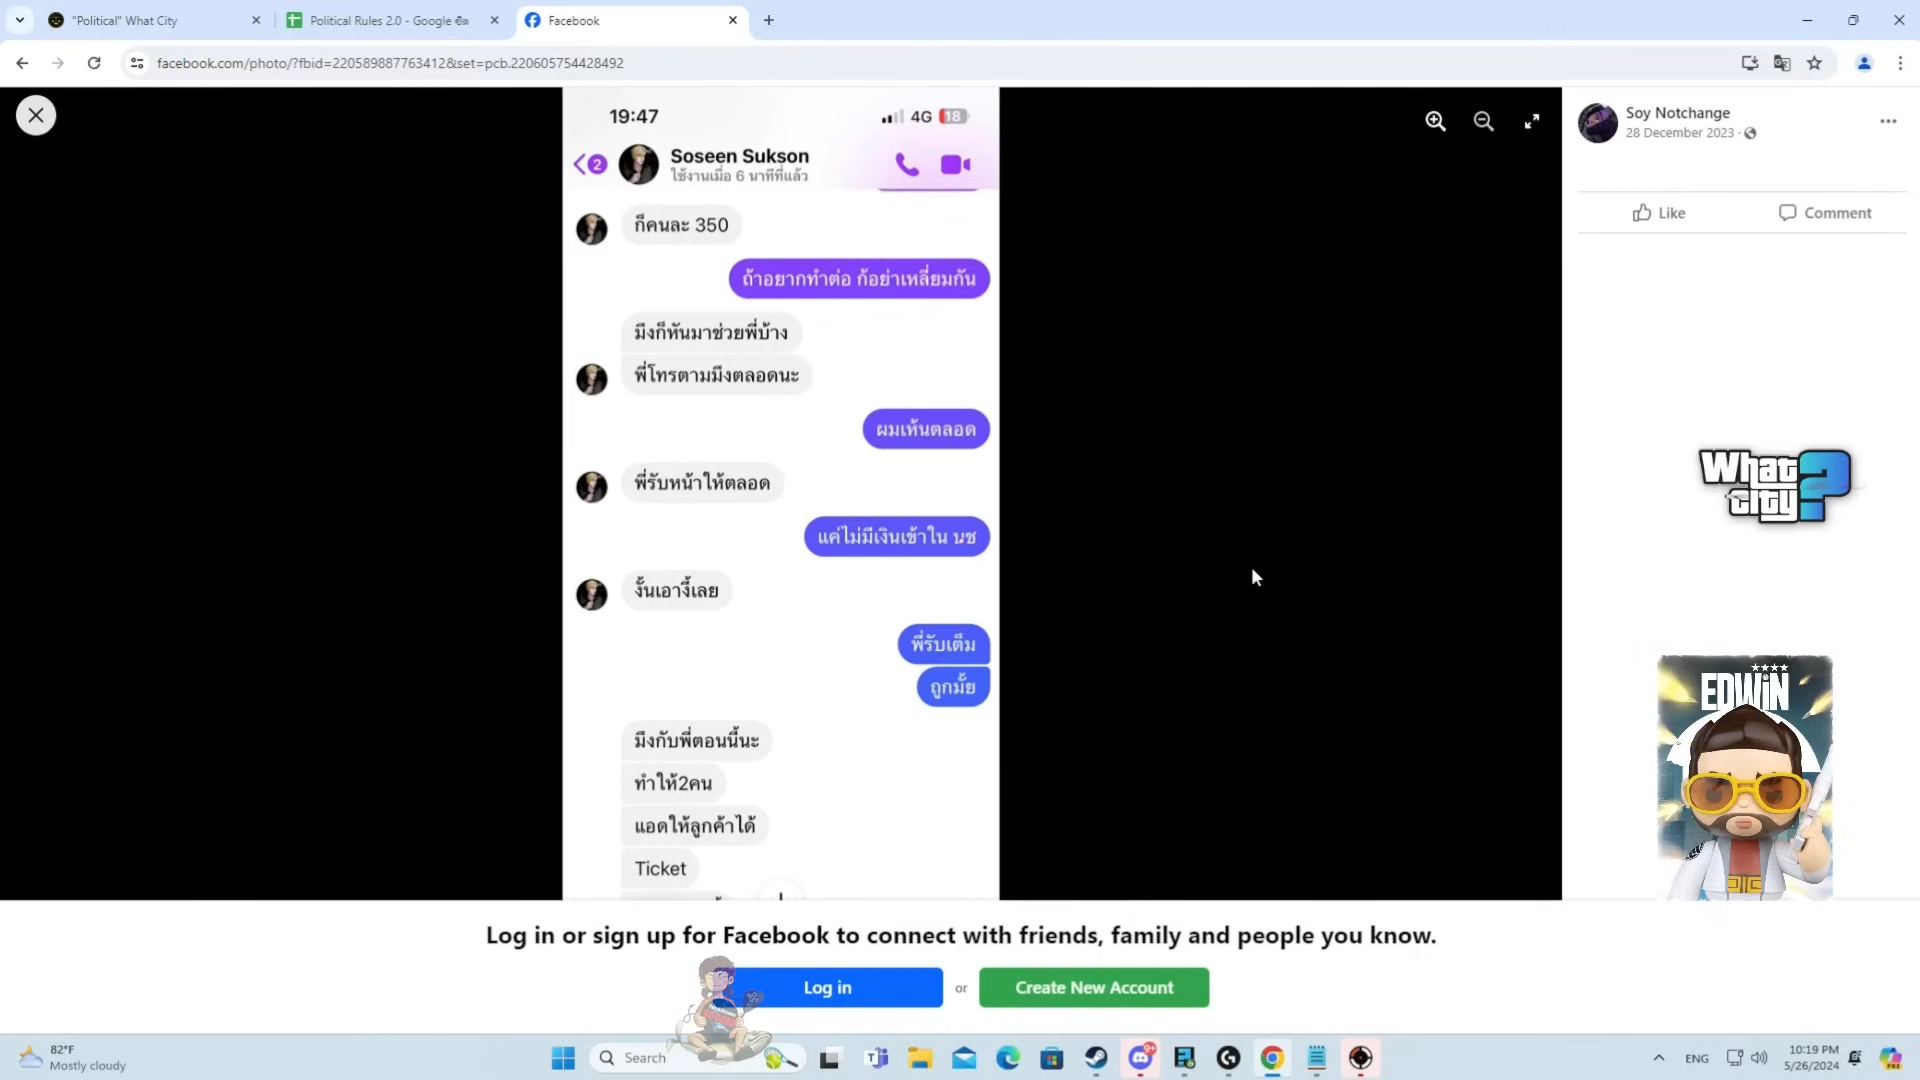 "Political" What City
Political Rules 2.0 - Google ชีต
Facebook
facebook.com/photo/?fbid=220589887763412&set=pcb.220605754428492
19:47
4G 18
2
Soseen Sukson
ใช้งานเมื่อ 6 นาทีที่แล้ว
ก็คนละ 350
ถ้าอยากทำต่อ ก้อย่าเหลี่ยมกัน
มึงก็หันมาช่วยพี่บ้าง
พี่โทรตามมึงตลอดนะ
ผมเห้นตลอด
พี่รับหน้าให้ตลอด
แค่ไม่มีเงินเข้าใน นช
งั้นเอางี้เลย
พี่รับเต็ม
ถูกมั้ย
มึงกับพี่ตอนนี้นะ
ทำให้2คน
แอดให้ลูกค้าได้
Ticket
Soy Notchange
28 December 2023
Like
Comment
What City?
EDWIN
Log in or sign up for Facebook to connect with friends, family and people you know.
Log in
or
Create New Account
82°F
Mostly cloudy
Search
9+
ENG
10:19 PM
5/26/2024
PRE